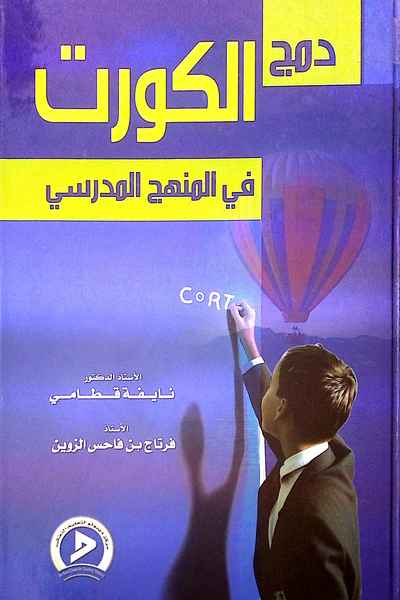 دمج
الكورت
في المنهج المدرسي
CORT
الأستاذ الدكتور
نايفة قطامي
الأستاذ
فرتاج بن فاحس الزوين